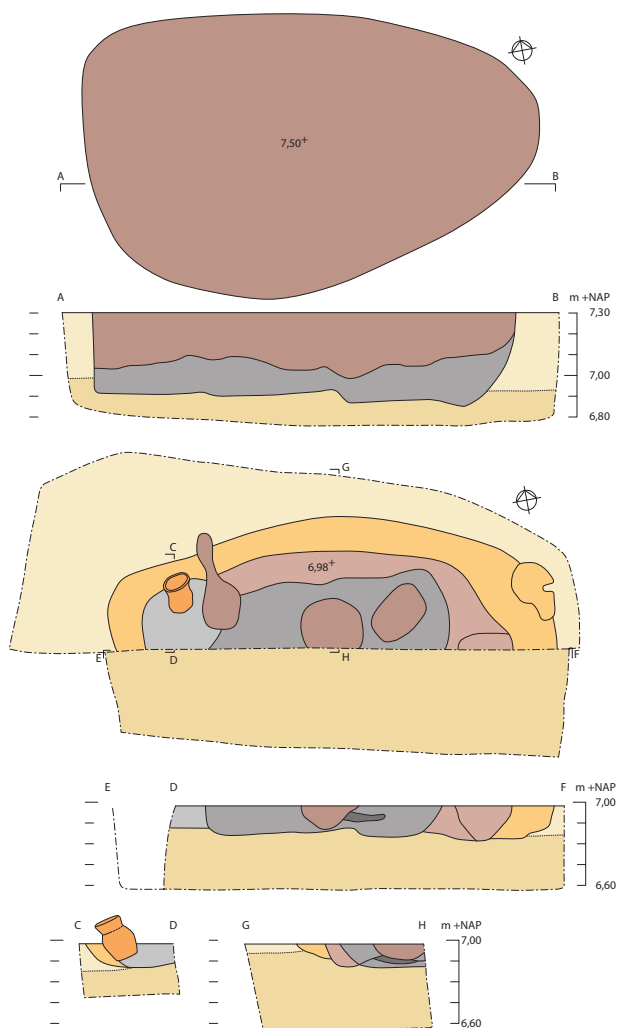 7,50+
A B
A B m +NAP
7,30
7,00
6,80
G
C
6,98+
E D H F
E D F m +NAP
7,00
6,60
C D G H m +NAP
7,00
6,60